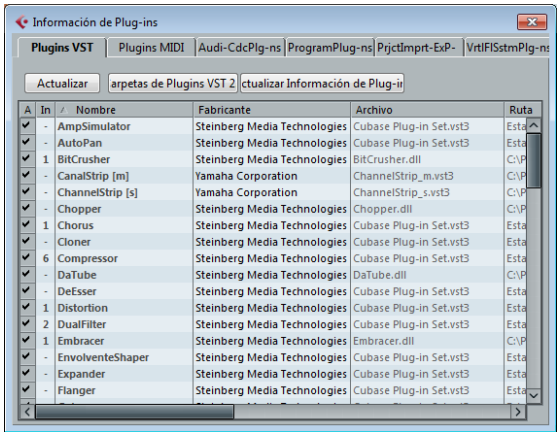 Información de Plug-ins
Plugins VST Plugins MIDI Audi-CdcPlg-ns ProgramPlug-ns PrjctImprt-ExP- VrtlFlSstmPlg-ns
Actualizar arpetas de Plugins VST 2 ctualizar Información de Plug-in
A In Nombre Fabricante Archivo Ruta
- AmpSimulator Steinberg Media Technologies Cubase Plug-in Set.vst3 Esta
- AutoPan Steinberg Media Technologies Cubase Plug-in Set.vst3 Esta
1 BitCrusher Steinberg Media Technologies BitCrusher.dll C:\P
- CanalStrip [m] Yamaha Corporation ChannelStrip_m.vst3 C:\P
- ChannelStrip [s] Yamaha Corporation ChannelStrip_s.vst3 C:\P
- Chopper Steinberg Media Technologies Chopper.dll C:\P
1 Chorus Steinberg Media Technologies Cubase Plug-in Set.vst3 Esta
- Cloner Steinberg Media Technologies Cubase Plug-in Set.vst3 Esta
6 Compressor Steinberg Media Technologies Cubase Plug-in Set.vst3 Esta
- DaTube Steinberg Media Technologies DaTube.dll C:\P
- DeEsser Steinberg Media Technologies Cubase Plug-in Set.vst3 Esta
1 Distortion Steinberg Media Technologies Cubase Plug-in Set.vst3 Esta
2 DualFilter Steinberg Media Technologies Cubase Plug-in Set.vst3 Esta
1 Embracer Steinberg Media Technologies Embracer.dll C:\P
- EnvolventeShaper Steinberg Media Technologies Cubase Plug-in Set.vst3 Esta
- Expander Steinberg Media Technologies Cubase Plug-in Set.vst3 Esta
- Flanger Steinberg Media Technologies Cubase Plug-in Set.vst3 Esta